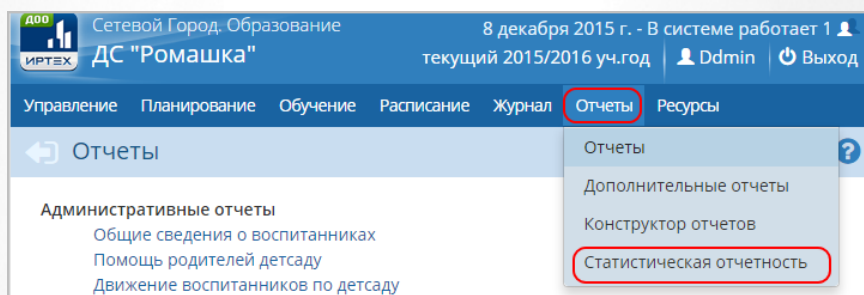 ДОО
ИРТЕХ
Сетевой Город. Образование
ДС "Ромашка"
8 декабря 2015 г. - В системе работает 1
текущий 2015/2016 уч.год Ddmin Выход
Управление Планирование Обучение Расписание Журнал Отчеты Ресурсы
Отчеты
?
Административные отчеты
Общие сведения о воспитанниках
Помощь родителей детсаду
Движение воспитанников по детсаду
Отчеты
Дополнительные отчеты
Конструктор отчетов
Статистическая отчетность